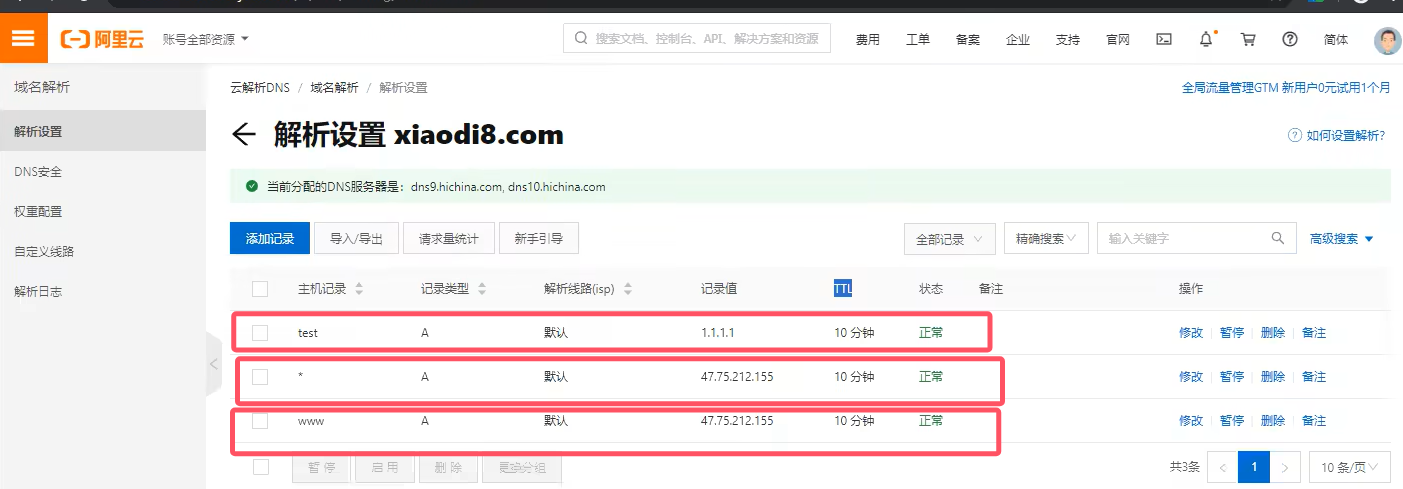 阿里云 账号全部资源 搜索文档、控制台、API、解决方案和资源 费用 工单 备案 企业 支持 官网 简体
域名解析
解析设置
DNS安全
权重配置
自定义线路
解析日志
云解析DNS / 域名解析 / 解析设置 全局流量管理GTM 新用户0元试用1个月
解析设置 xiaodi8.com 如何设置解析?
当前分配的DNS服务器是: dns9.hichina.com, dns10.hichina.com
添加记录 导入/导出 请求量统计 新手引导 全部记录 精确搜索 输入关键字 高级搜索
主机记录 记录类型 解析线路(isp) 记录值 TTL 状态 备注 操作
test A 默认 1.1.1.1 10 分钟 正常 修改 暂停 删除 备注
* A 默认 47.75.212.155 10 分钟 正常 修改 暂停 删除 备注
www A 默认 47.75.212.155 10 分钟 正常 修改 暂停 删除 备注
暂停 启用 删除 更换分组 共3条 < 1 > 10 条/页